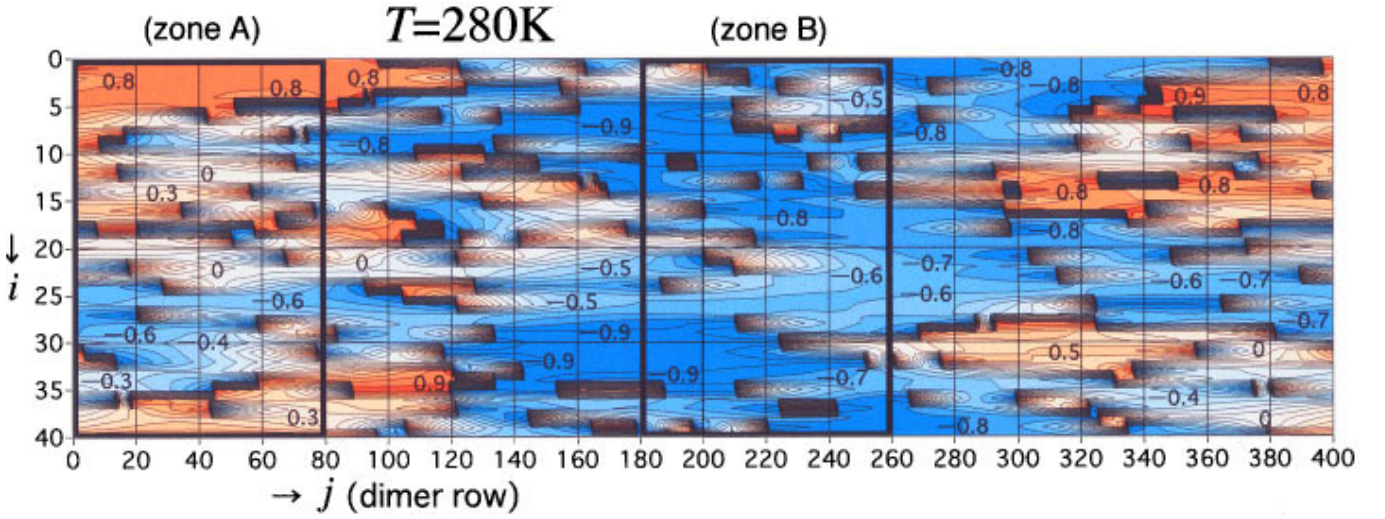 (zone A) T=280K (zone B)
0 0.8 0.8 0.8 −0.8 −0.8 0.9 0.8
5 −0.5
−0.9 −0.8
−0.8
10
0
0.3 0.8 0.8
15
−0.8 −0.8
20
0 0 −0.5 −0.6 −0.7 −0.6 −0.7
i ↓
25 −0.6 −0.5 −0.6
−0.6 −0.4 −0.9 −0.7
30 0.5 0
−0.3 0.9 −0.9 −0.9 −0.7
35 −0.4
0.3 −0.8 0
40
0 20 40 60 80 100 120 140 160 180 200 220 240 260 280 300 320 340 360 380 400
→ j (dimer row)